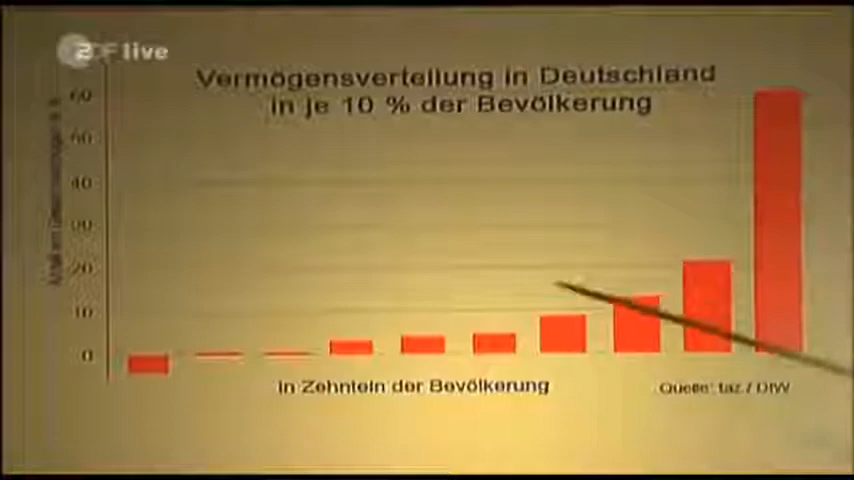 ZDF live
Vermögensverteilung in Deutschland
in je 10 % der Bevölkerung
60
50
40
30
20
10
0
in Zehnteln der Bevölkerung
Quelle: taz / DIW